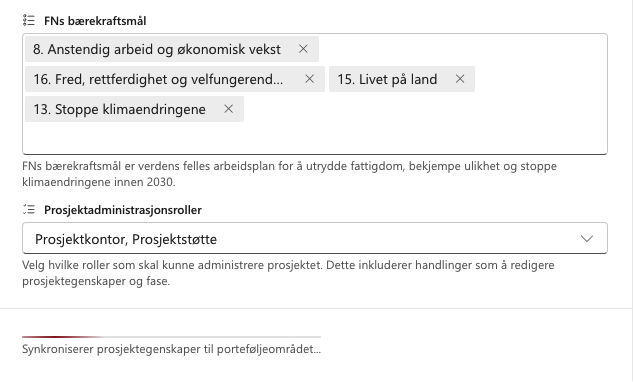 FNs bærekraftsmål
8. Anstendig arbeid og økonomisk vekst
16. Fred, rettferdighet og velfungerend... 15. Livet på land
13. Stoppe klimaendringene
FNs bærekraftsmål er verdens felles arbeidsplan for å utrydde fattigdom, bekjempe ulikhet og stoppe
klimaendringene innen 2030.
Prosjektadministrasjonsroller
Prosjektkontor, Prosjektstøtte
Velg hvilke roller som skal kunne administrere prosjektet. Dette inkluderer handlinger som å redigere
prosjektegenskaper og fase.
Synkroniserer prosjektegenskaper til porteføljeområdet...